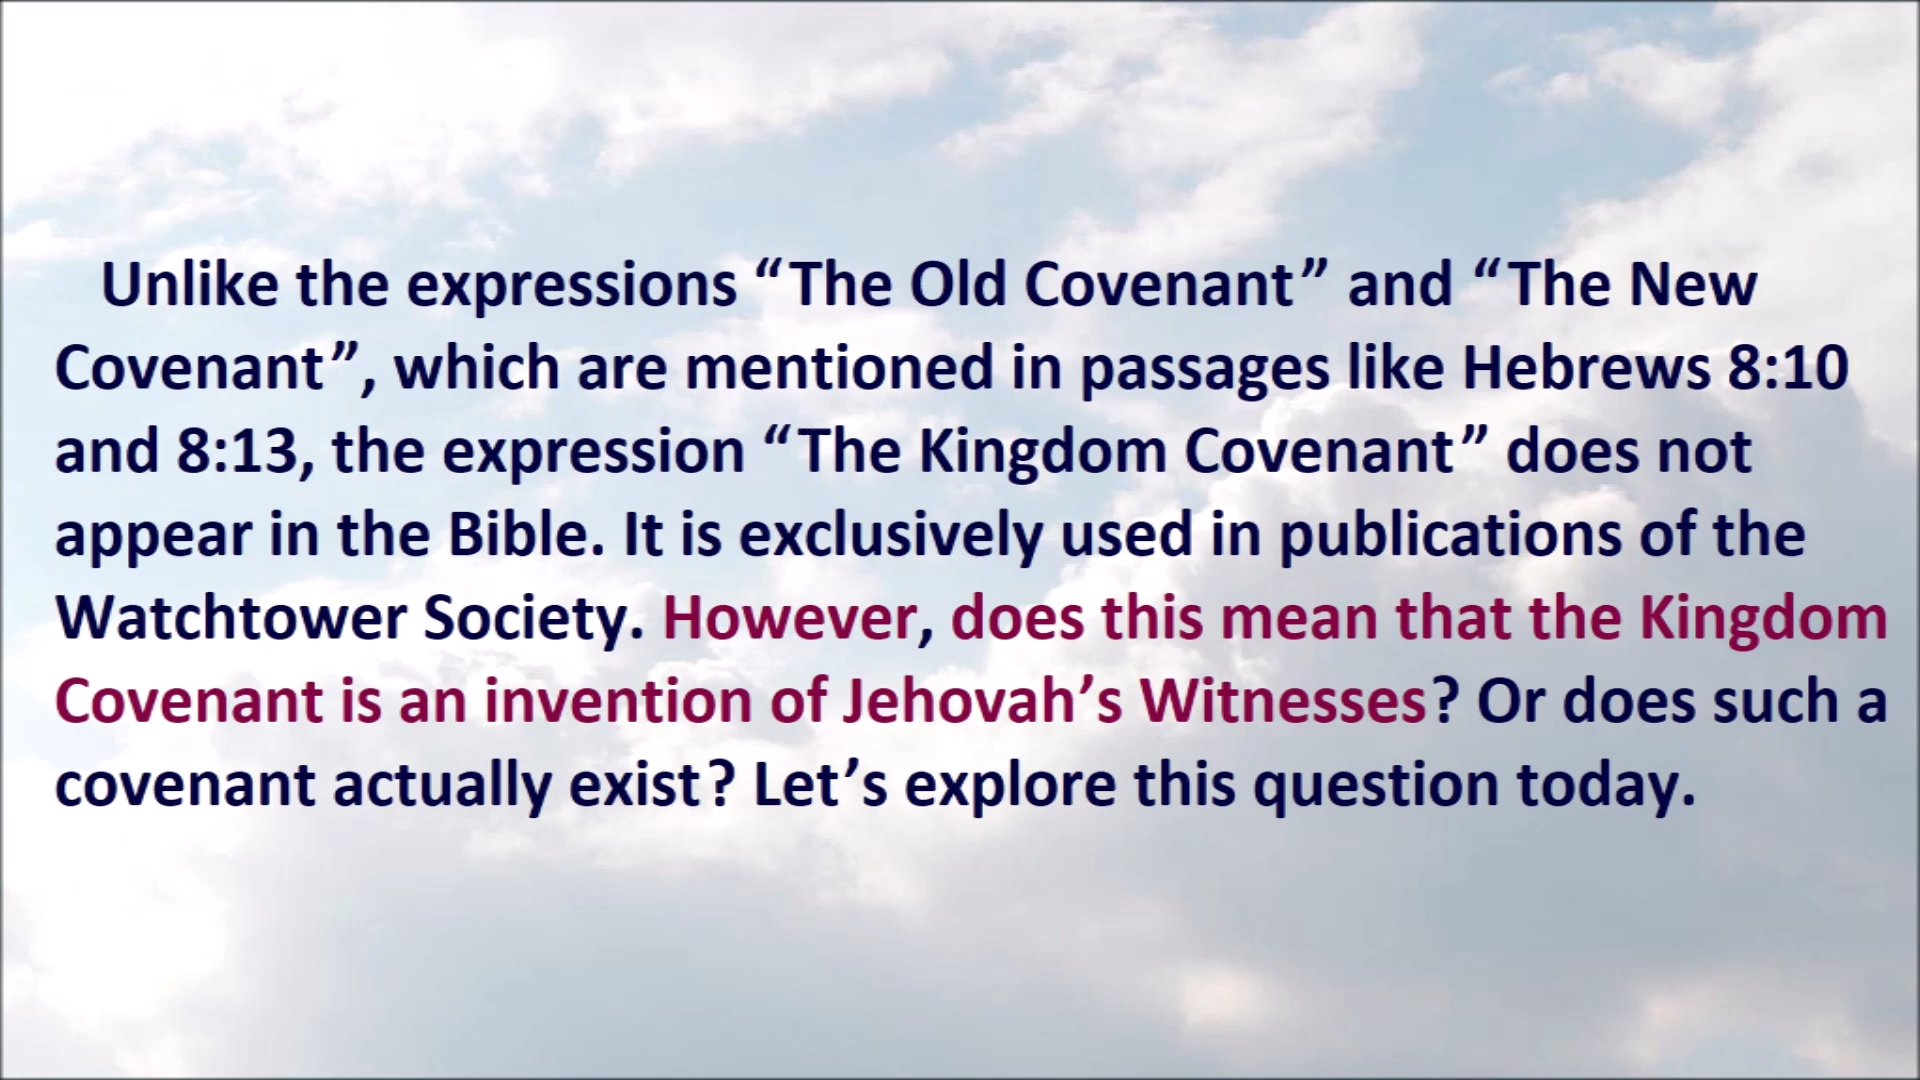 Unlike the expressions “The Old Covenant” and “The New
Covenant”, which are mentioned in passages like Hebrews 8:10
and 8:13, the expression “The Kingdom Covenant” does not
appear in the Bible. It is exclusively used in publications of the
Watchtower Society. However, does this mean that the Kingdom
Covenant is an invention of Jehovah’s Witnesses? Or does such a
covenant actually exist? Let’s explore this question today.